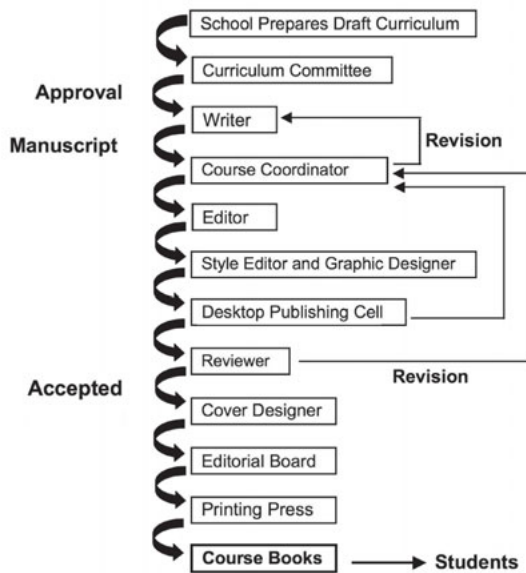 School Prepares Draft Curriculum
Curriculum Committee
Approval
Writer
Revision
Manuscript
Course Coordinator
Editor
Style Editor and Graphic Designer
Desktop Publishing Cell
Reviewer
Revision
Accepted
Cover Designer
Editorial Board
Printing Press
Course Books
Students